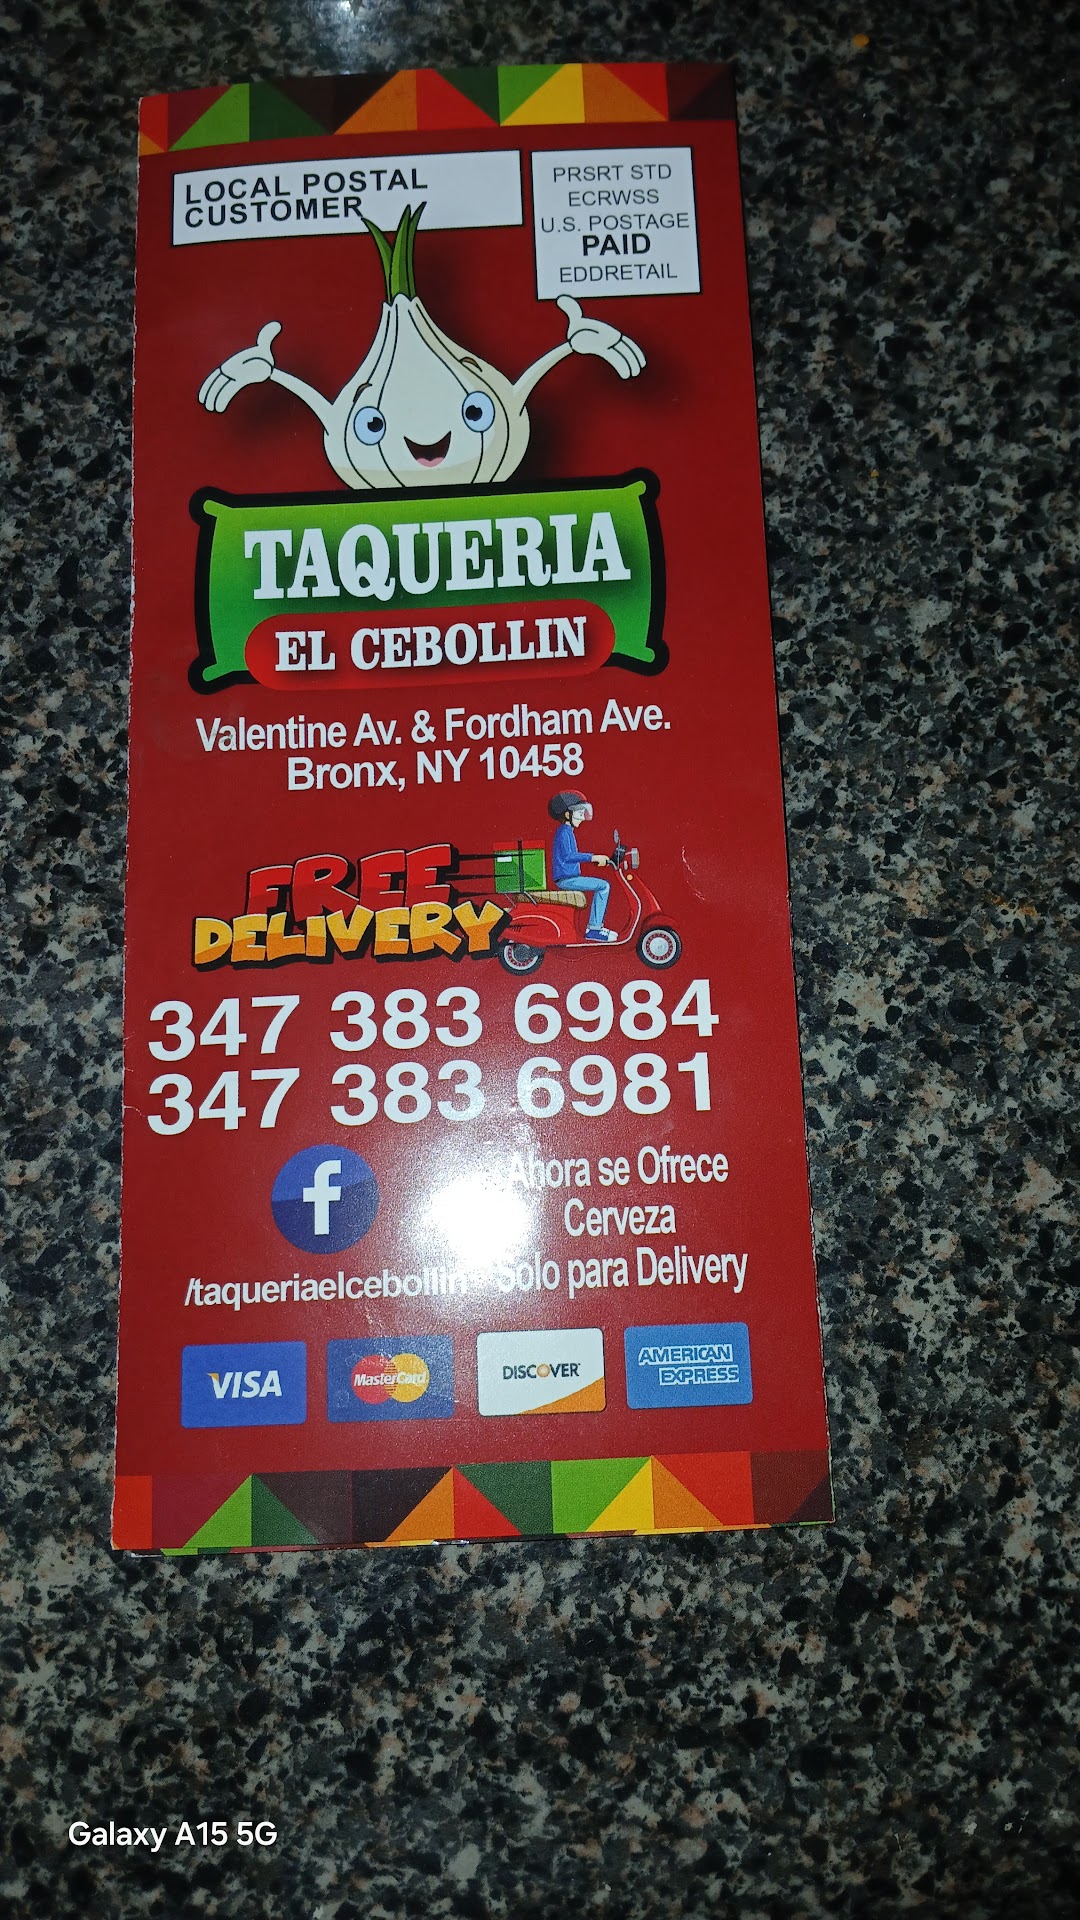 LOCAL POSTAL
CUSTOMER
PRSRT STD
ECRWSS
U.S. POSTAGE
PAID
EDDRETAIL
TAQUERIA
EL CEBOLLIN
Valentine Av. & Fordham Ave.
Bronx, NY 10458
FREE
DELIVERY
347 383 6984
347 383 6981
f
/taqueriaelcebollin
Ahora se Ofrece
Cerveza
Solo para Delivery
VISA
MasterCard
DISCOVER
AMERICAN
EXPRESS
Galaxy A15 5G